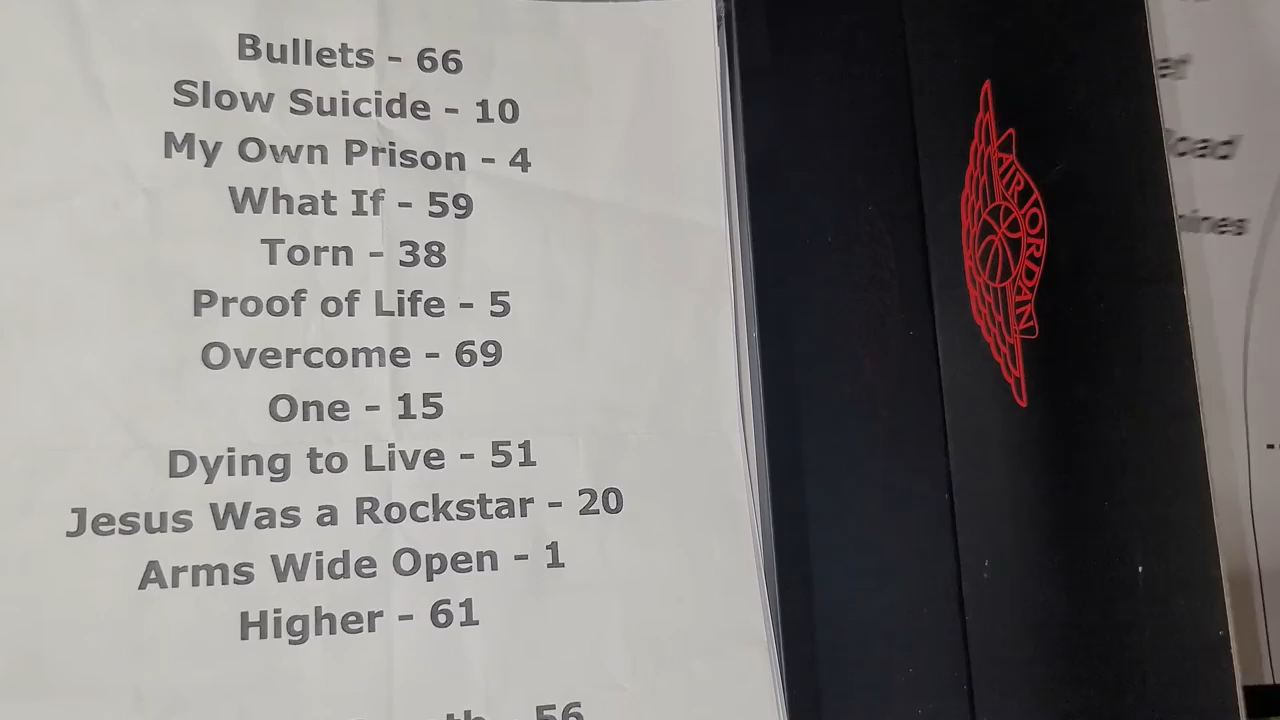 Bullets - 66
Slow Suicide - 10
My Own Prison - 4
What If - 59
Torn - 38
Proof of Life - 5
Overcome - 69
One - 15
Dying to Live - 51
Jesus Was a Rockstar - 20
Arms Wide Open - 1
Higher - 61
- 56
AIR JORDAN